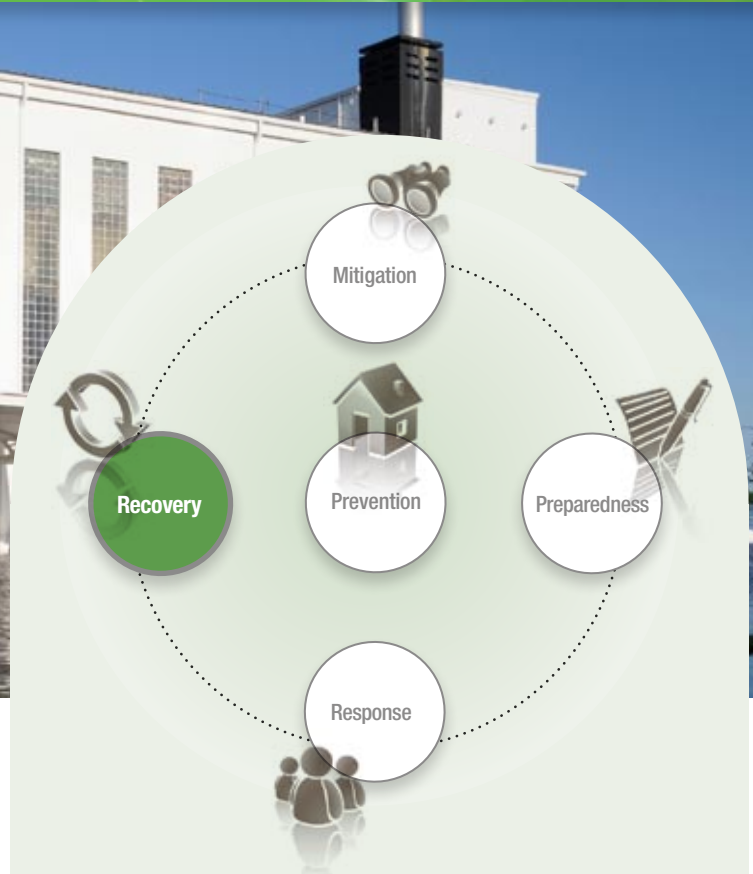 Mitigation
Recovery
Prevention
Preparedness
Response